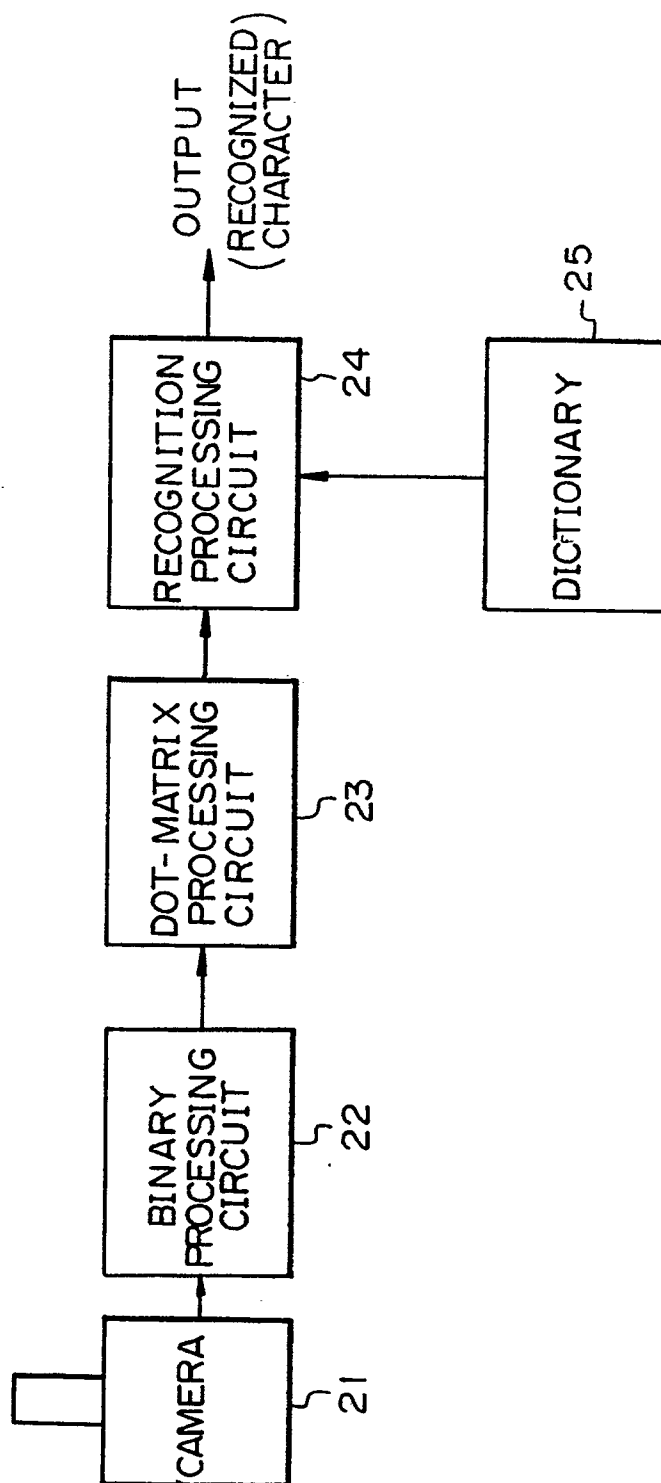 CAMERA
21
BINARY
PROCESSING
CIRCUIT
22
DOT-MATRIX
PROCESSING
CIRCUIT
23
RECOGNITION
PROCESSING
CIRCUIT
24
OUTPUT
(RECOGNIZED
CHARACTER)
DICTIONARY
25